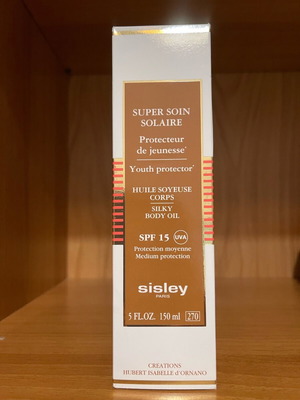 SUPER SOIN
SOLAIRE
Protecteur
de jeunesse*
Youth protector*
HUILE SOYEUSE
CORPS
SILKY
BODY OIL
SPF 15 UVA
Protection moyenne
Medium protection
sisley
PARIS
5 FL.OZ. 150 ml 270
CREATIONS
HUBERT ISABELLE d'ORNANO